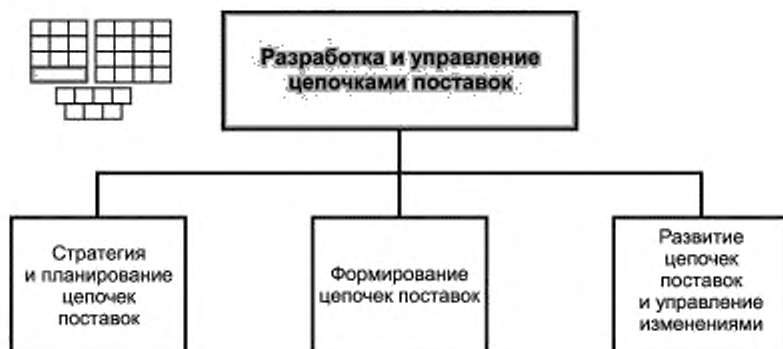 Разработка и управление
цепочками поставок
Стратегия
и планирование
цепочек
поставок
Формирование
цепочек поставок
Развитие
цепочек
поставок
и управление
изменениями